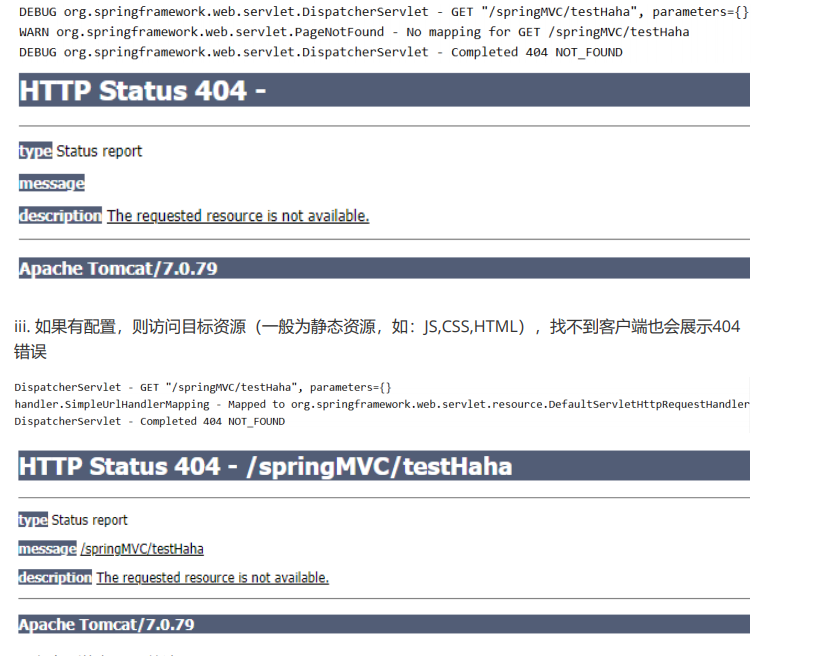 DEBUG org.springframework.web.servlet.DispatcherServlet - GET "/springMVC/testHaha", parameters={}
WARN org.springframework.web.servlet.PageNotFound - No mapping for GET /springMVC/testHaha
DEBUG org.springframework.web.servlet.DispatcherServlet - Completed 404 NOT_FOUND
HTTP Status 404 -
type Status report
message
description The requested resource is not available.
Apache Tomcat/7.0.79
iii. 如果有配置，则访问目标资源（一般为静态资源，如：JS,CSS,HTML），找不到客户端也会展示404
错误
DispatcherServlet - GET "/springMVC/testHaha", parameters={}
handler.SimpleUrlHandlerMapping - Mapped to org.springframework.web.servlet.resource.DefaultServletHttpRequestHandler
DispatcherServlet - Completed 404 NOT_FOUND
HTTP Status 404 - /springMVC/testHaha
type Status report
message /springMVC/testHaha
description The requested resource is not available.
Apache Tomcat/7.0.79